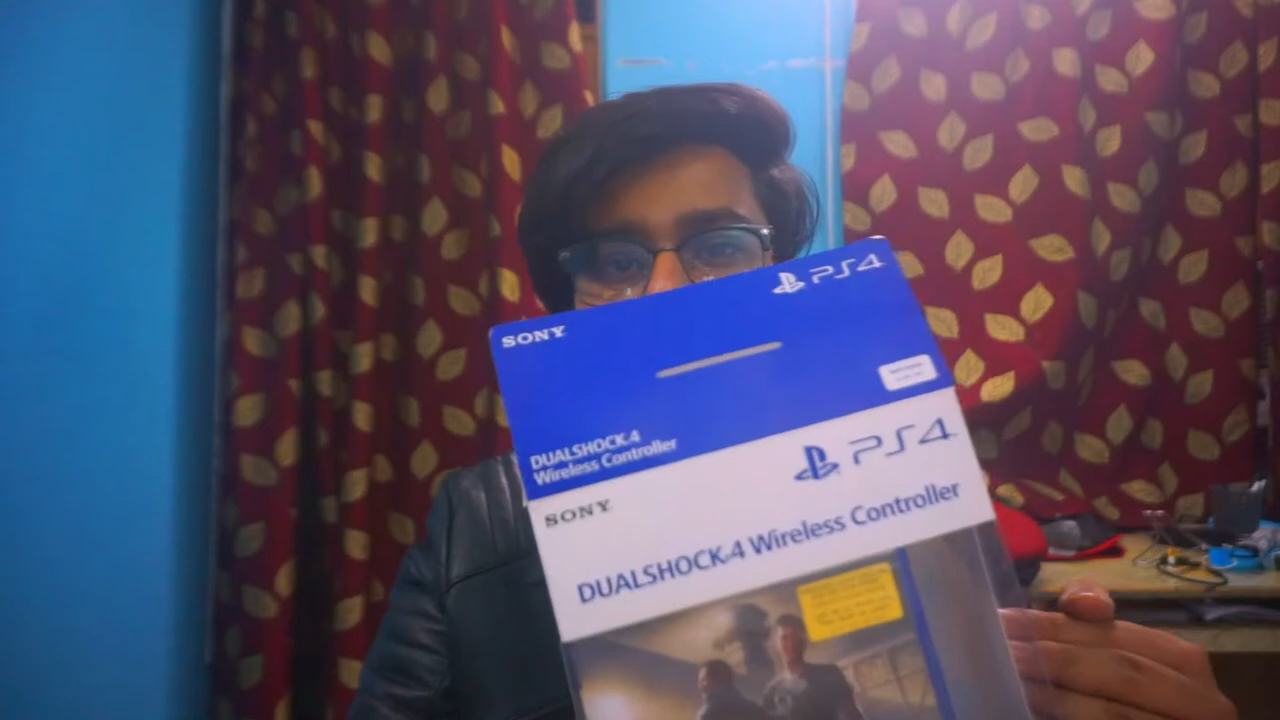 PS4
SONY
DUALSHOCK.4
Wireless Controller
PS4
SONY
DUALSHOCK.4 Wireless Controller